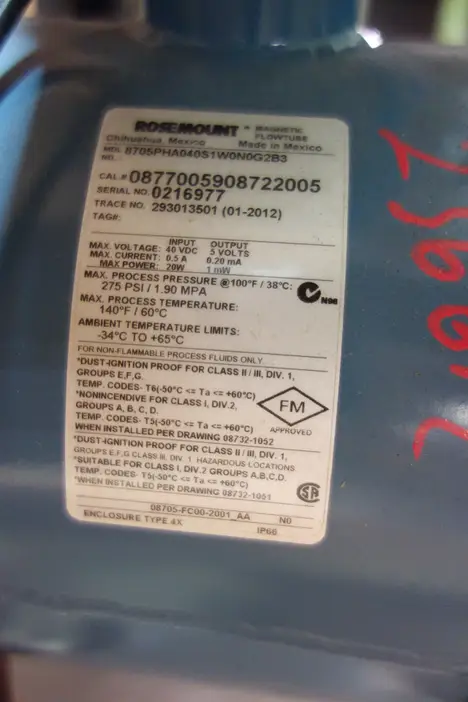 ROSEMOUNT ® MAGNETIC FLOWTUBE
Chihuahua, Mexico Made in Mexico
MDL. NO. 8705PHA040S1W0N0G2B3
CAL.# 0877005908722005
SERIAL NO. 0216977
TRACE NO. 293013501 (01-2012)
TAG#:
INPUT OUTPUT
MAX. VOLTAGE: 40 VDC 5 VOLTS
MAX. CURRENT: 0.5 A 0.20 mA
MAX. POWER: 20W 1 mW
MAX. PROCESS PRESSURE @100°F / 38°C:
275 PSI / 1.90 MPA
N96
MAX. PROCESS TEMPERATURE:
140°F / 60°C
AMBIENT TEMPERATURE LIMITS:
-34°C TO +65°C
FOR NON-FLAMMABLE PROCESS FLUIDS ONLY
*DUST-IGNITION PROOF FOR CLASS II / III, DIV. 1,
GROUPS E,F,G.
TEMP. CODES- T6(-50°C <= Ta <= +60°C)
*NONINCENDIVE FOR CLASS I, DIV.2,
GROUPS A, B, C, D.
TEMP. CODES- T5(-50°C <= Ta <= +60°C)
WHEN INSTALLED PER DRAWING 08732-1052
FM
APPROVED
*DUST-IGNITION PROOF FOR CLASS II / III, DIV. 1,
GROUPS E,F,G CLASS III, DIV. 1 HAZARDOUS LOCATIONS
*SUITABLE FOR CLASS I, DIV.2 GROUPS A,B,C,D.
*TEMP. CODES- T5(-50°C <= Ta <= +60°C)
*WHEN INSTALLED PER DRAWING 08732-1051
SA
08705-FC00-2001_AA N0
ENCLOSURE TYPE 4X IP66